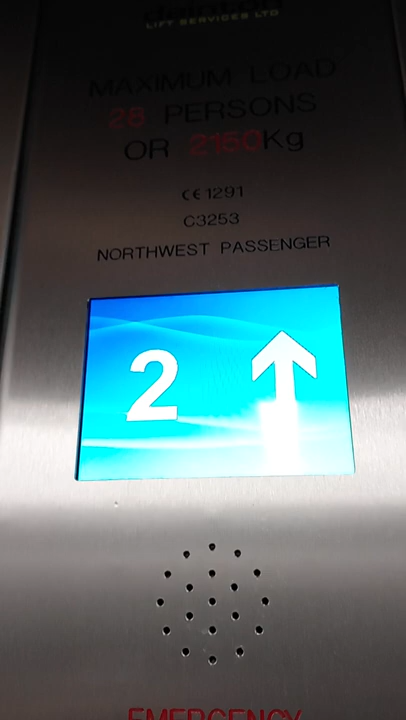 LIFT SERVICES LTD
MAXIMUM LOAD
28 PERSONS
OR 2150Kg
CE 1291
C3253
NORTHWEST PASSENGER
2
EMERGENCY